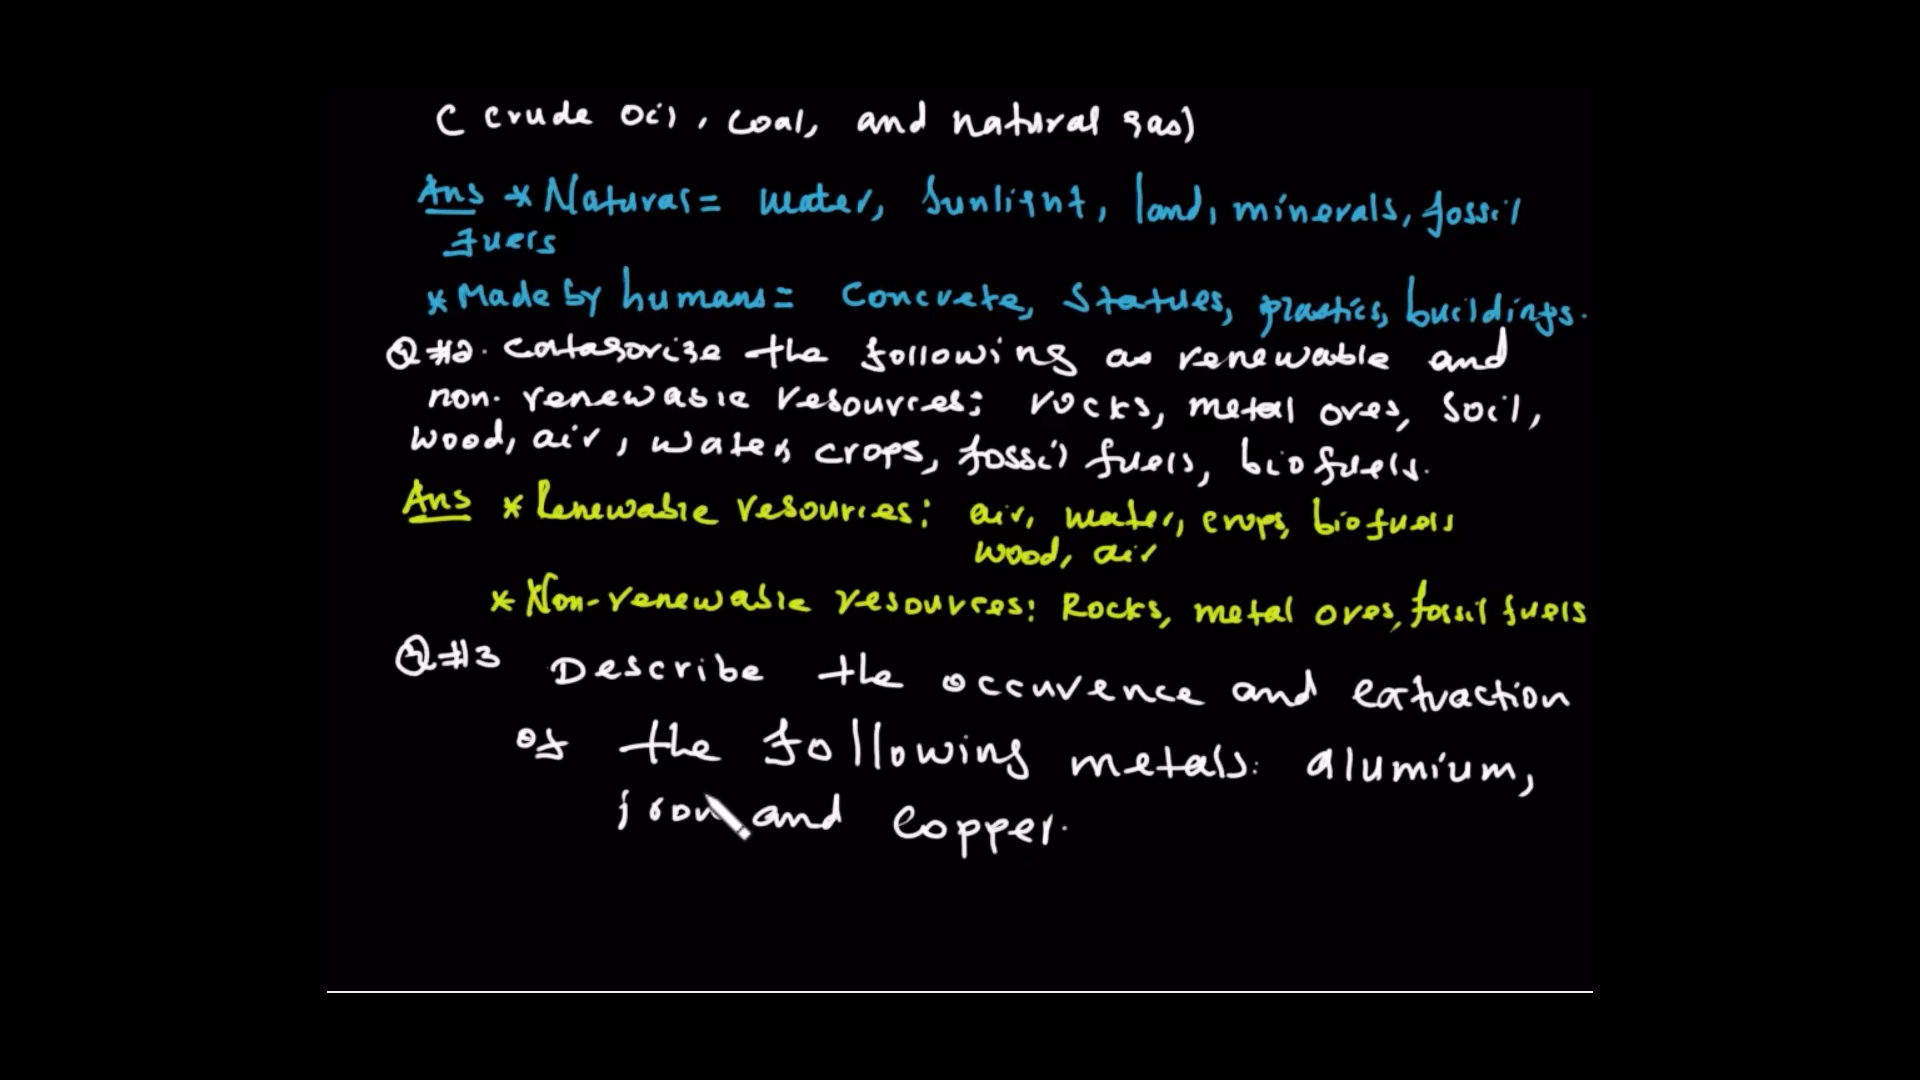 ( crude oil, coal, and natural gas)
Ans * Natural = water, sunlight, land, minerals, fossil
fuels
* Made by humans = concrete, statues, plastics, buildings.
Q #2. Catagorize the following as renewable and
non-renewable resources: rocks, metal ores, soil,
wood, air, water, crops, fossil fuels, biofuels.
Ans * Renewable resources: air, water, crops, biofuels
wood, air
* Non-renewable resources: Rocks, metal ores, fossil fuels
Q #3 Describe the occurence and extraction
of the following metals: alumium,
iron and copper.